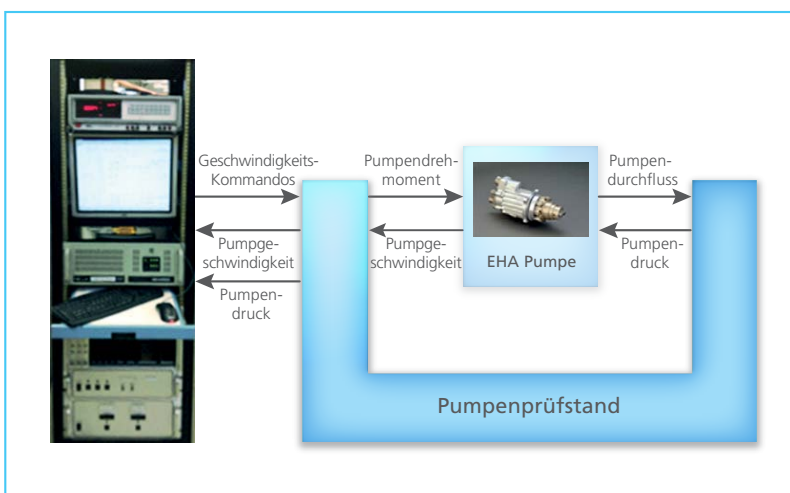 Geschwindigkeits-
Kommandos
Pumpge-
schwindigkeit
Pumpen-
druck
Pumpendreh-
moment
Pumpge-
schwindigkeit
EHA Pumpe
Pumpen-
durchfluss
Pumpen-
druck
Pumpenprüfstand